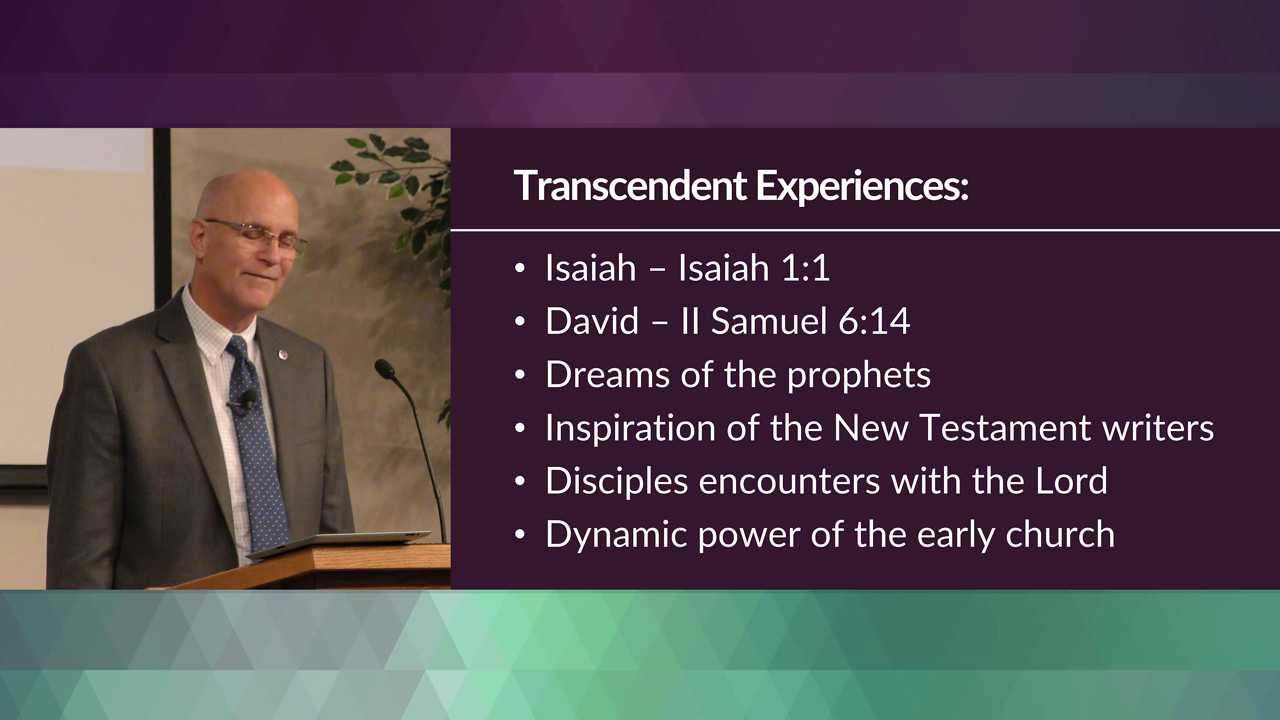 Transcendent Experiences:
• Isaiah – Isaiah 1:1
• David – II Samuel 6:14
• Dreams of the prophets
• Inspiration of the New Testament writers
• Disciples encounters with the Lord
• Dynamic power of the early church